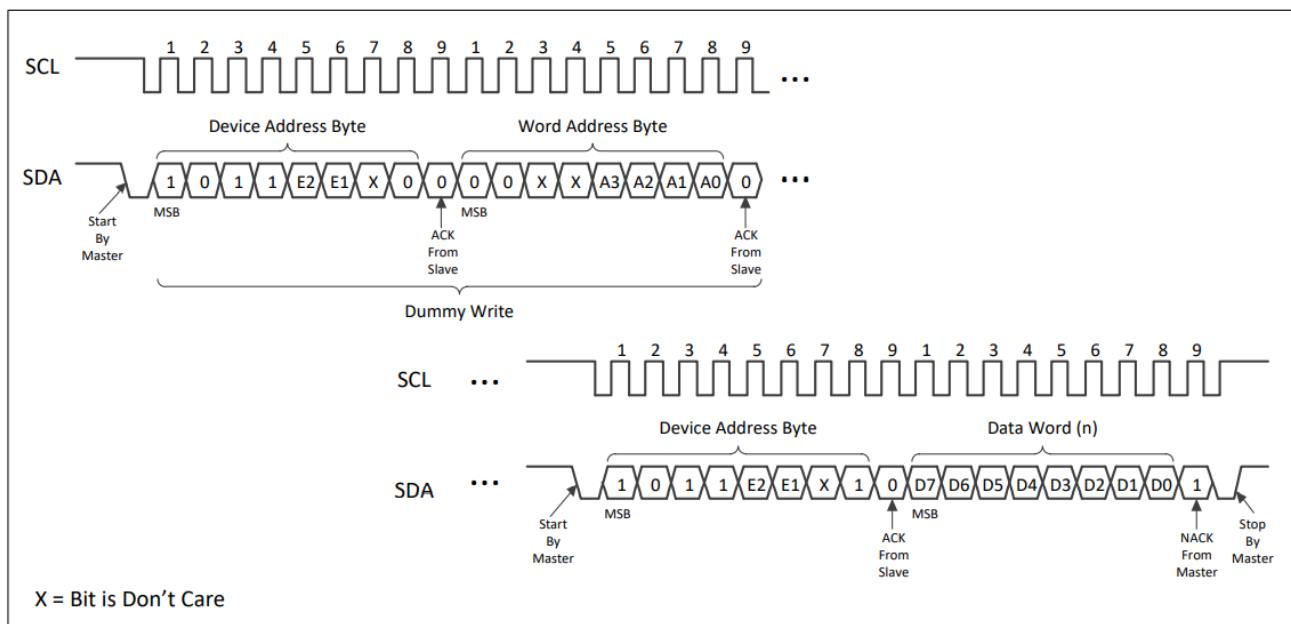 1 2 3 4 5 6 7 8 9 1 2 3 4 5 6 7 8 9
SCL ...
Device Address Byte Word Address Byte
SDA 1 0 1 1 E2 E1 X 0 0 0 0 X X A3 A2 A1 A0 0 ...
MSB MSB
Start
By
Master
ACK
From
Slave
ACK
From
Slave
Dummy Write
1 2 3 4 5 6 7 8 9 1 2 3 4 5 6 7 8 9
SCL ...
Device Address Byte Data Word (n)
SDA ... 1 0 1 1 E2 E1 X 1 0 D7 D6 D5 D4 D3 D2 D1 D0 1
MSB MSB
Start
By
Master
ACK
From
Slave
NACK
From
Master
Stop
By
Master
X = Bit is Don't Care